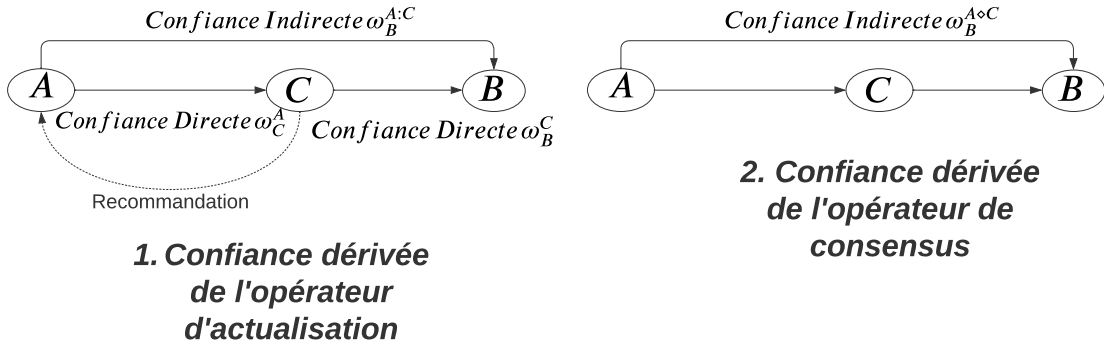 Confiance Indirecte ω_B^{A:C}
A
C
B
Confiance Directe ω_C^A
Confiance Directe ω_B^C
Recommandation
1. Confiance dérivée
de l'opérateur
d'actualisation
Confiance Indirecte ω_B^{A⋄C}
A
C
B
2. Confiance dérivée
de l'opérateur de
consensus